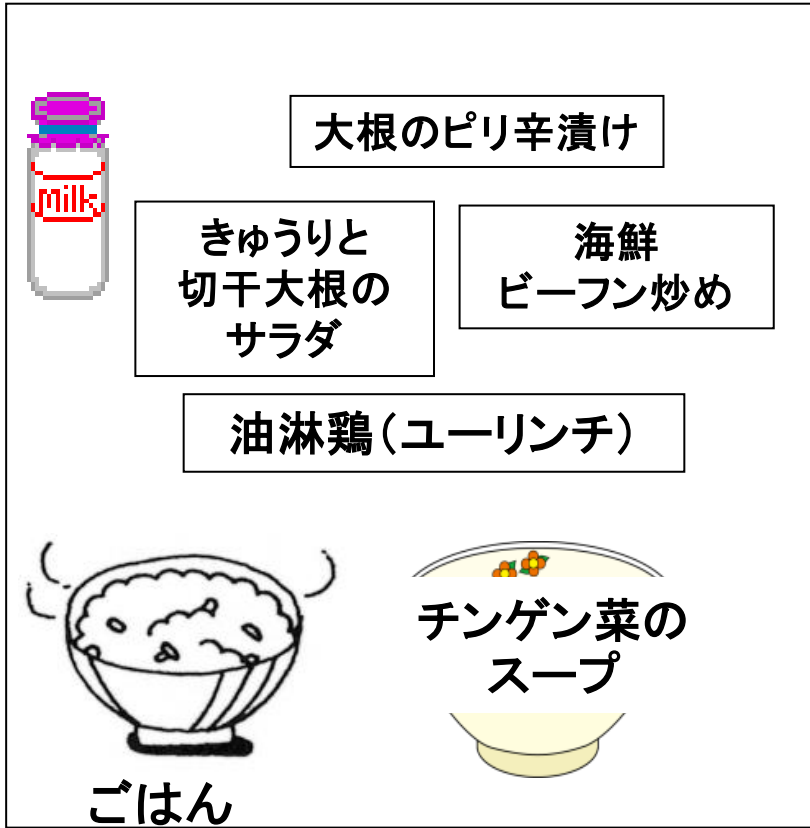 大根のピリ辛漬け
Milk
きゅうりと
切干大根の
サラダ
海鮮
ビーフン炒め
油淋鶏（ユーリンチ）
チンゲン菜の
スープ
ごはん